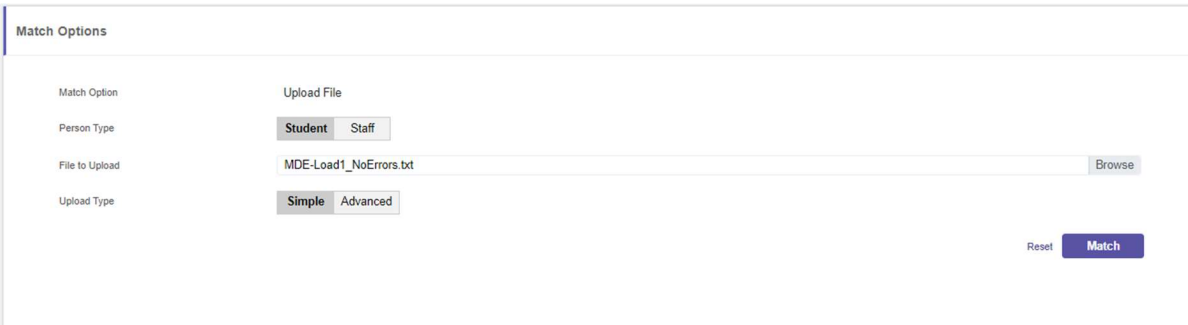 Match Options
Match Option Upload File
Person Type Student Staff
File to Upload MDE-Load1_NoErrors.txt Browse
Upload Type Simple Advanced
Reset Match